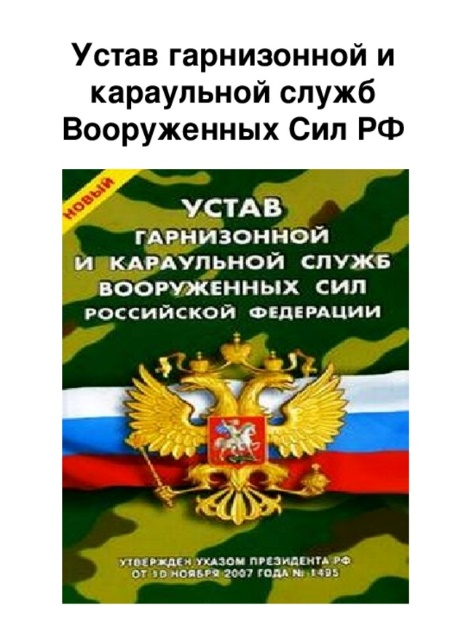 Устав гарнизонной и
караульной служб
Вооруженных Сил РФ
НОВЫЙ
УСТАВ
ГАРНИЗОННОЙ
И КАРАУЛЬНОЙ СЛУЖБ
ВООРУЖЕННЫХ СИЛ
РОССИЙСКОЙ ФЕДЕРАЦИИ
УТВЕРЖДЕН УКАЗОМ ПРЕЗИДЕНТА РФ
ОТ 10 НОЯБРЯ 2007 ГОДА № 1495